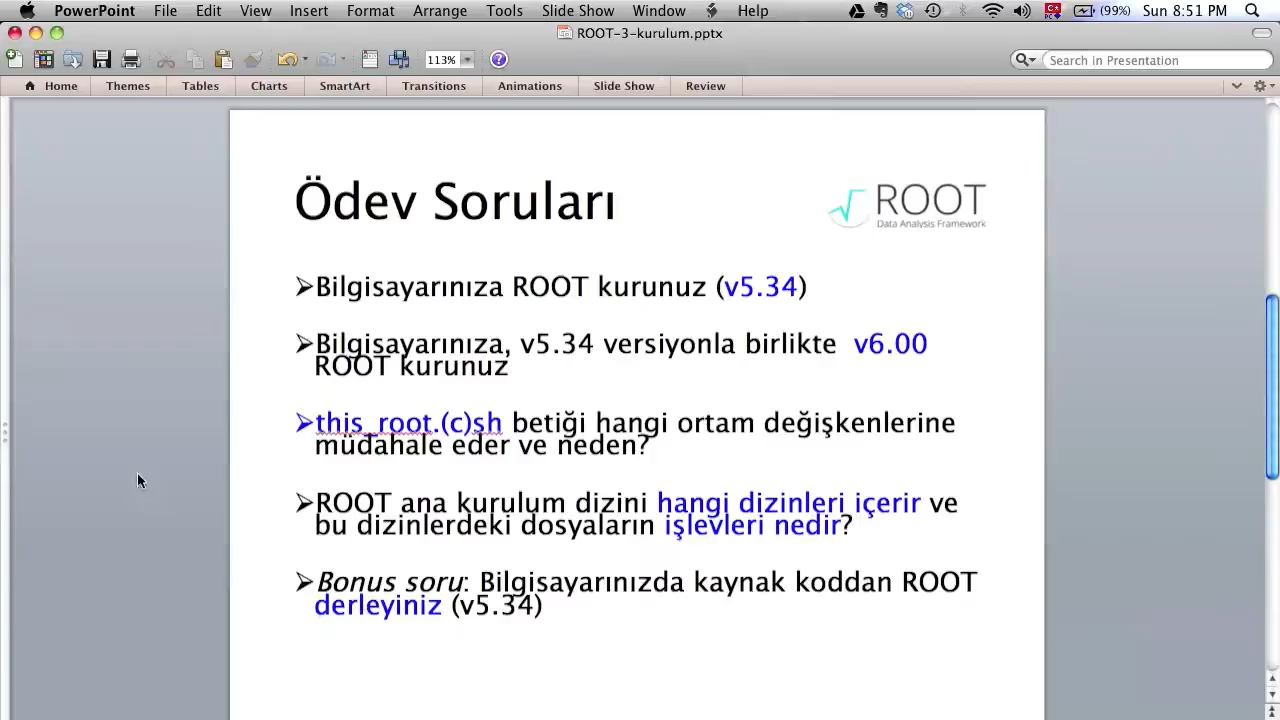 PowerPoint File Edit View Insert Format Arrange Tools Slide Show Window Help (99%) Sun 8:51 PM
ROOT-3-kurulum.pptx
113% Search in Presentation
Home Themes Tables Charts SmartArt Transitions Animations Slide Show Review
Ödev Soruları
ROOT
Data Analysis Framework
➢Bilgisayarınıza ROOT kurunuz (v5.34)
➢Bilgisayarınıza, v5.34 versiyonla birlikte v6.00
ROOT kurunuz
➢this_root.(c)sh betiği hangi ortam değişkenlerine
müdahale eder ve neden?
➢ROOT ana kurulum dizini hangi dizinleri içerir ve
bu dizinlerdeki dosyaların işlevleri nedir?
➢Bonus soru: Bilgisayarınızda kaynak koddan ROOT
derleyiniz (v5.34)